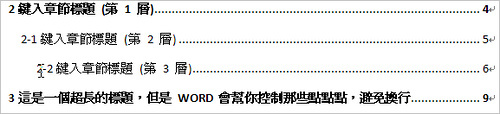 2 鍵入章節標題 (第 1 層)........................................................................4
2-1 鍵入章節標題 (第 2 層)..................................................................5
-2 鍵入章節標題 (第 3 層)..............................................................6
3 這是一個超長的標題，但是 WORD 會幫你控制那些點點點，避免換行.................9